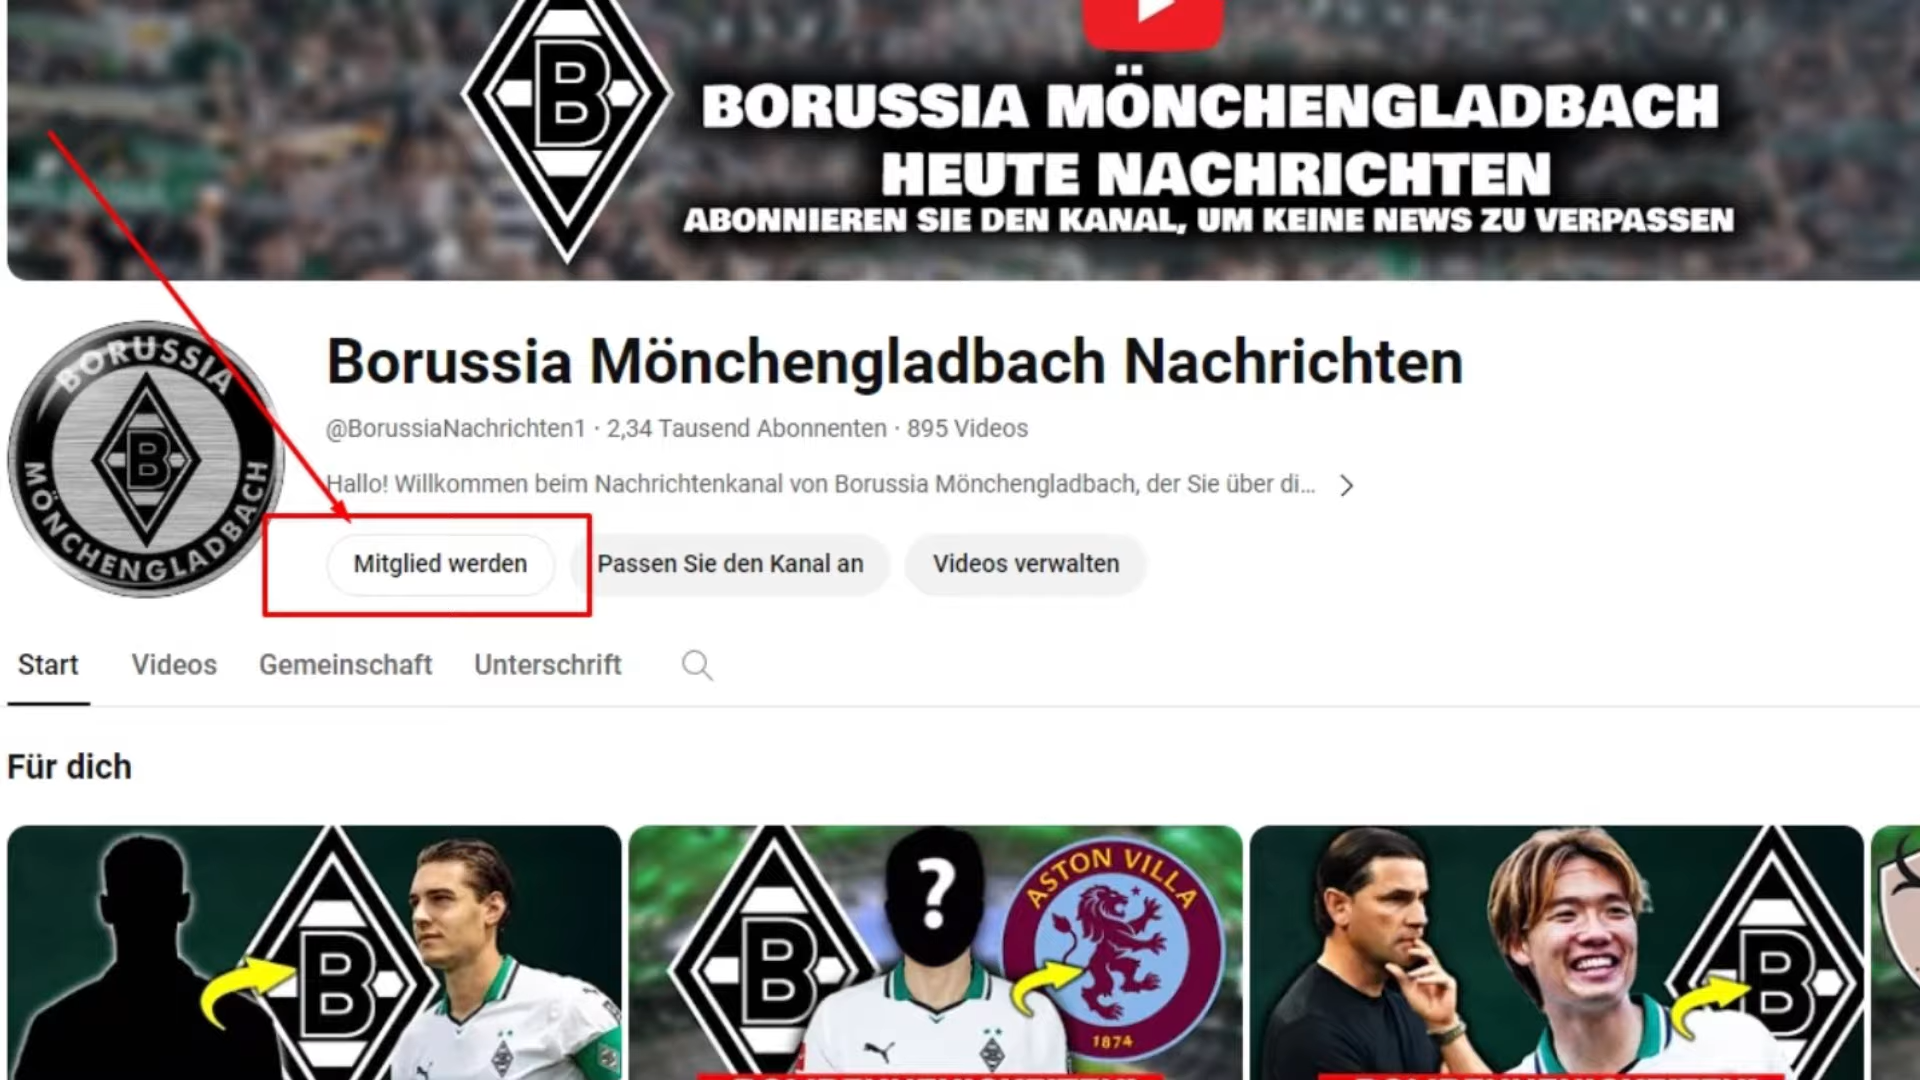 B
BORUSSIA MÖNCHENGLADBACH
HEUTE NACHRICHTEN
ABONNIEREN SIE DEN KANAL, UM KEINE NEWS ZU VERPASSEN
BORUSSIA
B
MÖNCHENGLADBACH
Borussia Mönchengladbach Nachrichten
@BorussiaNachrichten1 · 2,34 Tausend Abonnenten · 895 Videos
Hallo! Willkommen beim Nachrichtenkanal von Borussia Mönchengladbach, der Sie über di...
Mitglied werden
Passen Sie den Kanal an
Videos verwalten
Start Videos Gemeinschaft Unterschrift
Für dich
B
B
?
ASTON VILLA
1874
B